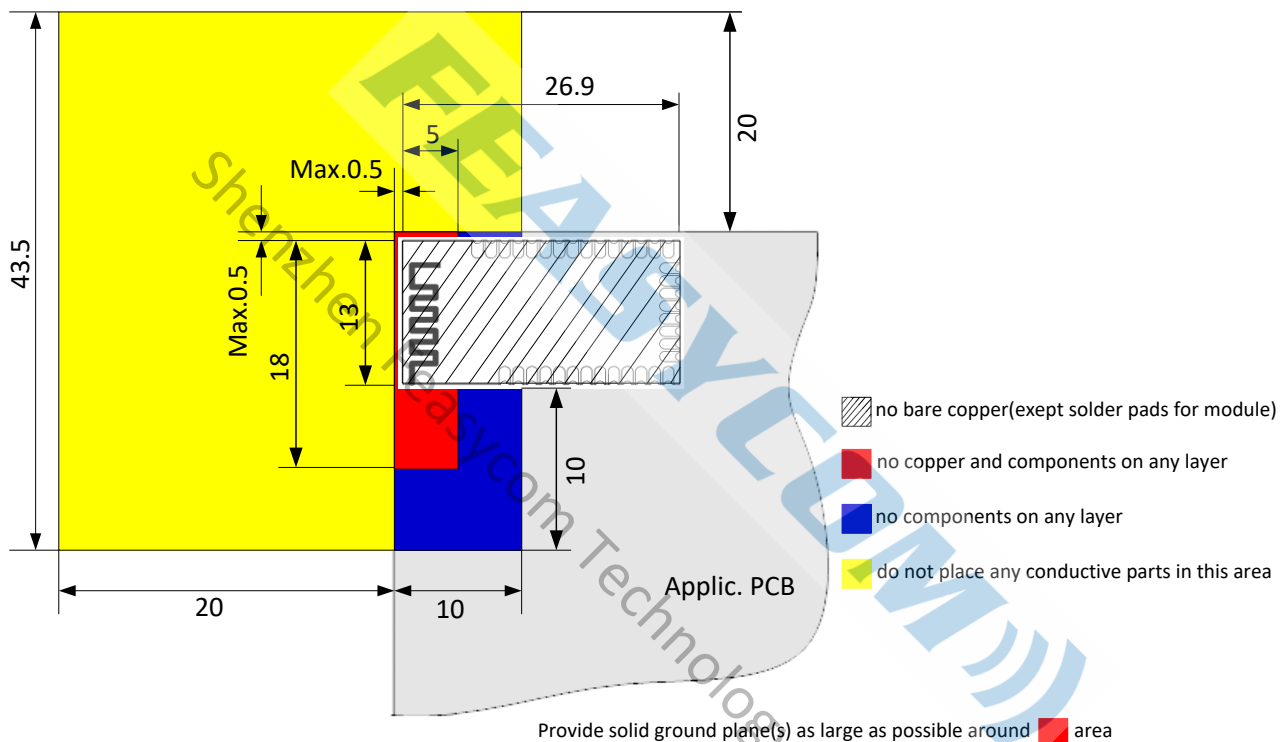 26.9
20
5
Max.0.5
43.5
Max.0.5
18
13
10
20
10
Applic. PCB
no bare copper(exept solder pads for module)
no copper and components on any layer
no components on any layer
do not place any conductive parts in this area
Provide solid ground plane(s) as large as possible around area
FEASYCOM
Shenzhen Feasycom Technology